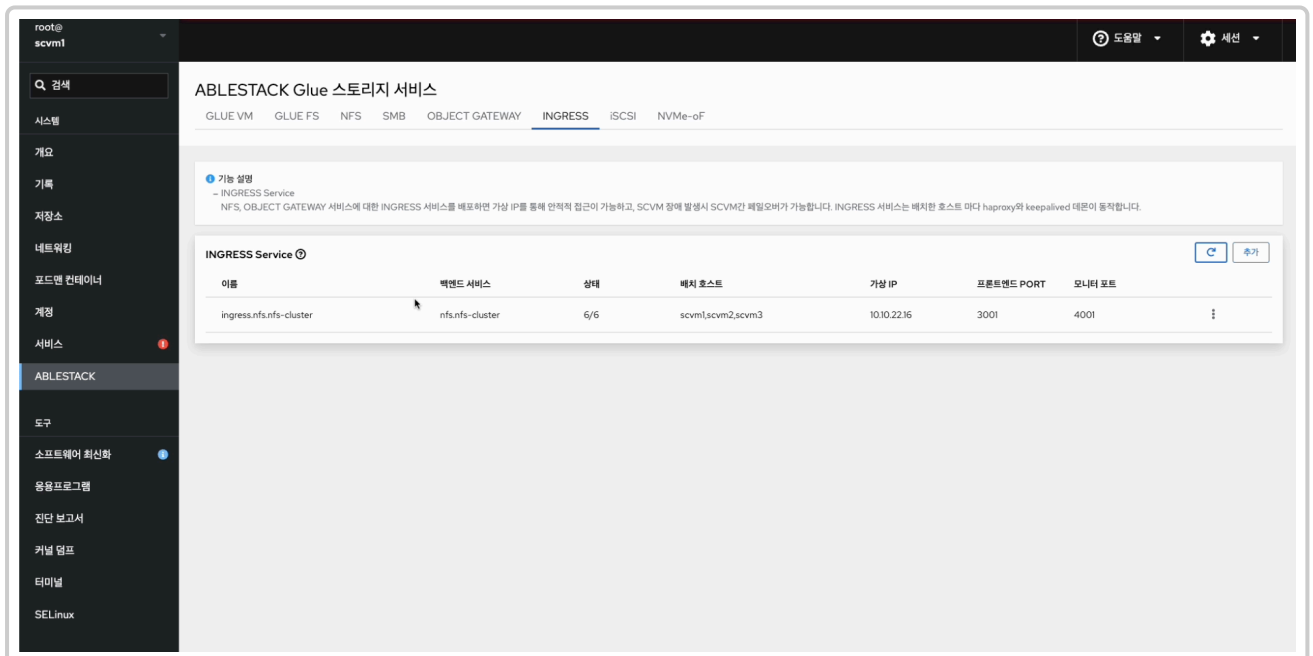 root@
scvm1
도움말
세션
검색
시스템
개요
기록
저장소
네트워킹
포드맨 컨테이너
계정
서비스
ABLESTACK
도구
소프트웨어 최신화
응용프로그램
진단 보고서
커널 덤프
터미널
SELinux
ABLESTACK Glue 스토리지 서비스
GLUE VM GLUE FS NFS SMB OBJECT GATEWAY INGRESS iSCSI NVMe-oF
기능 설명
– INGRESS Service
NFS, OBJECT GATEWAY 서비스에 대한 INGRESS 서비스를 배포하면 가상 IP를 통해 안적적 접근이 가능하고, SCVM 장애 발생시 SCVM간 페일오버가 가능합니다. INGRESS 서비스는 배치한 호스트 마다 haproxy와 keepalived 데몬이 동작합니다.
INGRESS Service
추가
이름 백엔드 서비스 상태 배치 호스트 가상 IP 프론트엔드 PORT 모니터 포트
ingress.nfs.nfs-cluster nfs.nfs-cluster 6/6 scvm1,scvm2,scvm3 10.10.22.16 3001 4001